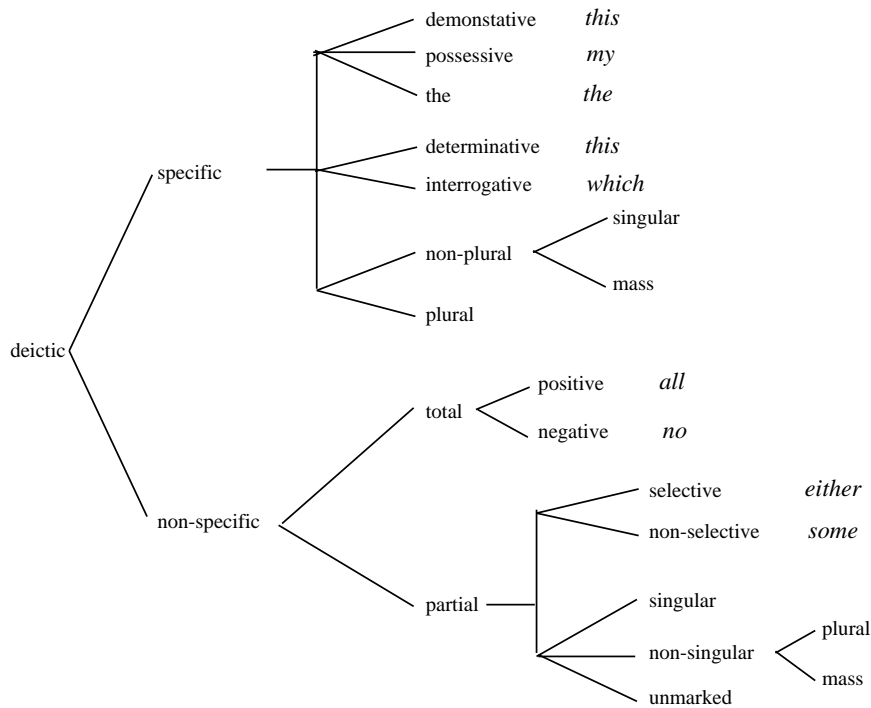 demonstative this
possessive my
the the
determinative this
specific
interrogative which
singular
non-plural
mass
plural
deictic
positive all
total
negative no
selective either
non-specific
non-selective some
singular
partial
plural
non-singular
mass
unmarked